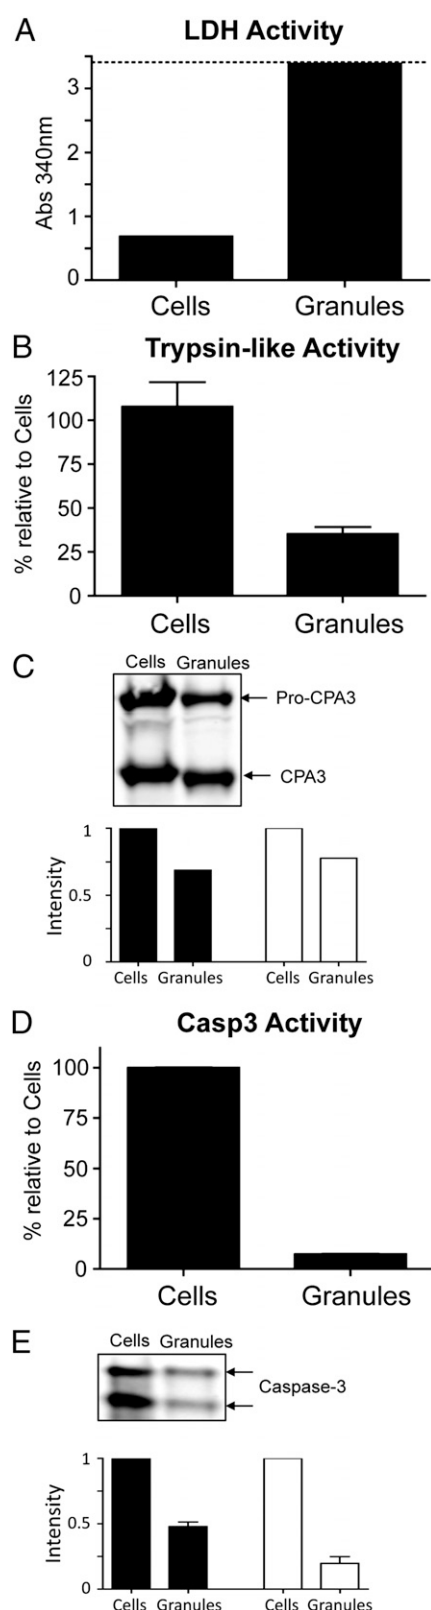 A
LDH Activity
Abs 340nm
3
2
1
0
Cells Granules
B
Trypsin-like Activity
% relative to Cells
125
100
75
50
25
0
Cells Granules
C
Cells Granules
Pro-CPA3
CPA3
Intensity
1
0.5
0
Cells Granules Cells Granules
D
Casp3 Activity
% relative to Cells
100
75
50
25
0
Cells Granules
E
Cells Granules
Caspase-3
Intensity
1
0.5
0
Cells Granules Cells Granules